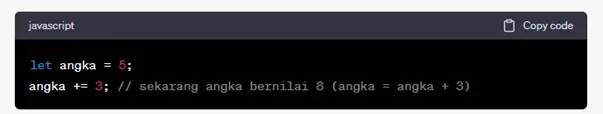 javascript
Copy code
let angka = 5;
angka += 3; // sekarang angka bernilai 8 (angka = angka + 3)